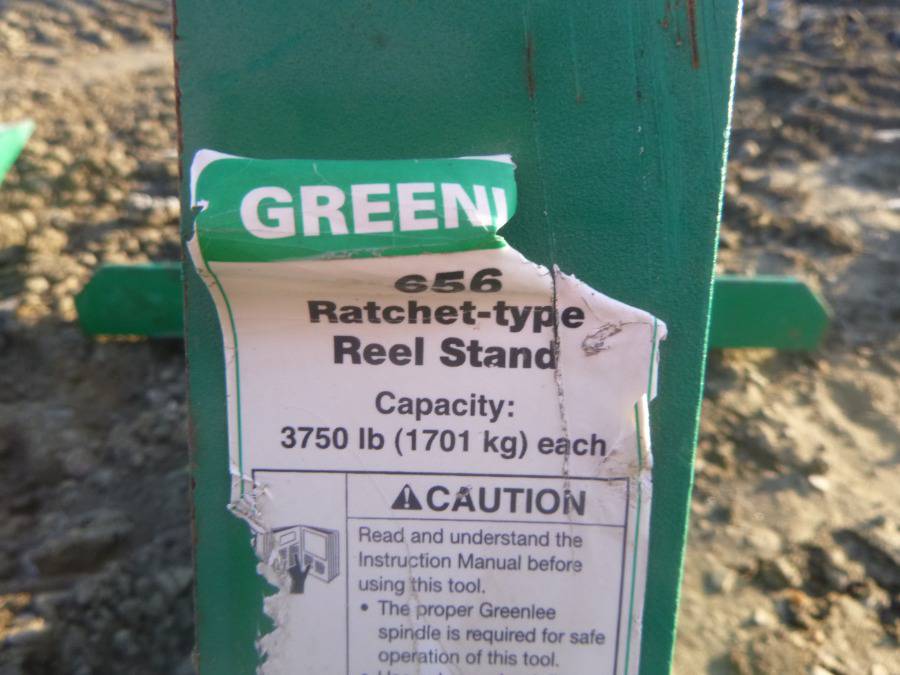 GREENL
656
Ratchet-type
Reel Stand
Capacity:
3750 lb (1701 kg) each
⚠CAUTION
Read and understand the
Instruction Manual before
using this tool.
• The proper Greenlee
spindle is required for safe
operation of this tool.